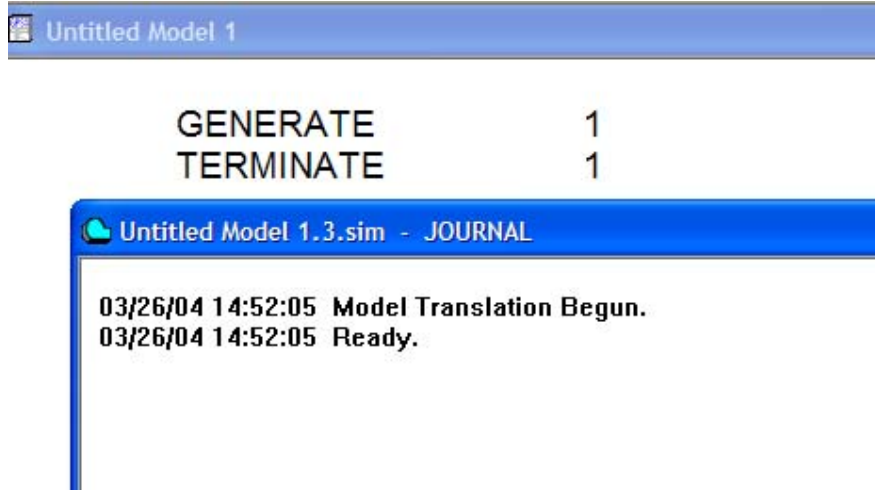 Untitled Model 1
GENERATE 1
TERMINATE 1
Untitled Model 1.3.sim - JOURNAL
03/26/04 14:52:05 Model Translation Begun.
03/26/04 14:52:05 Ready.